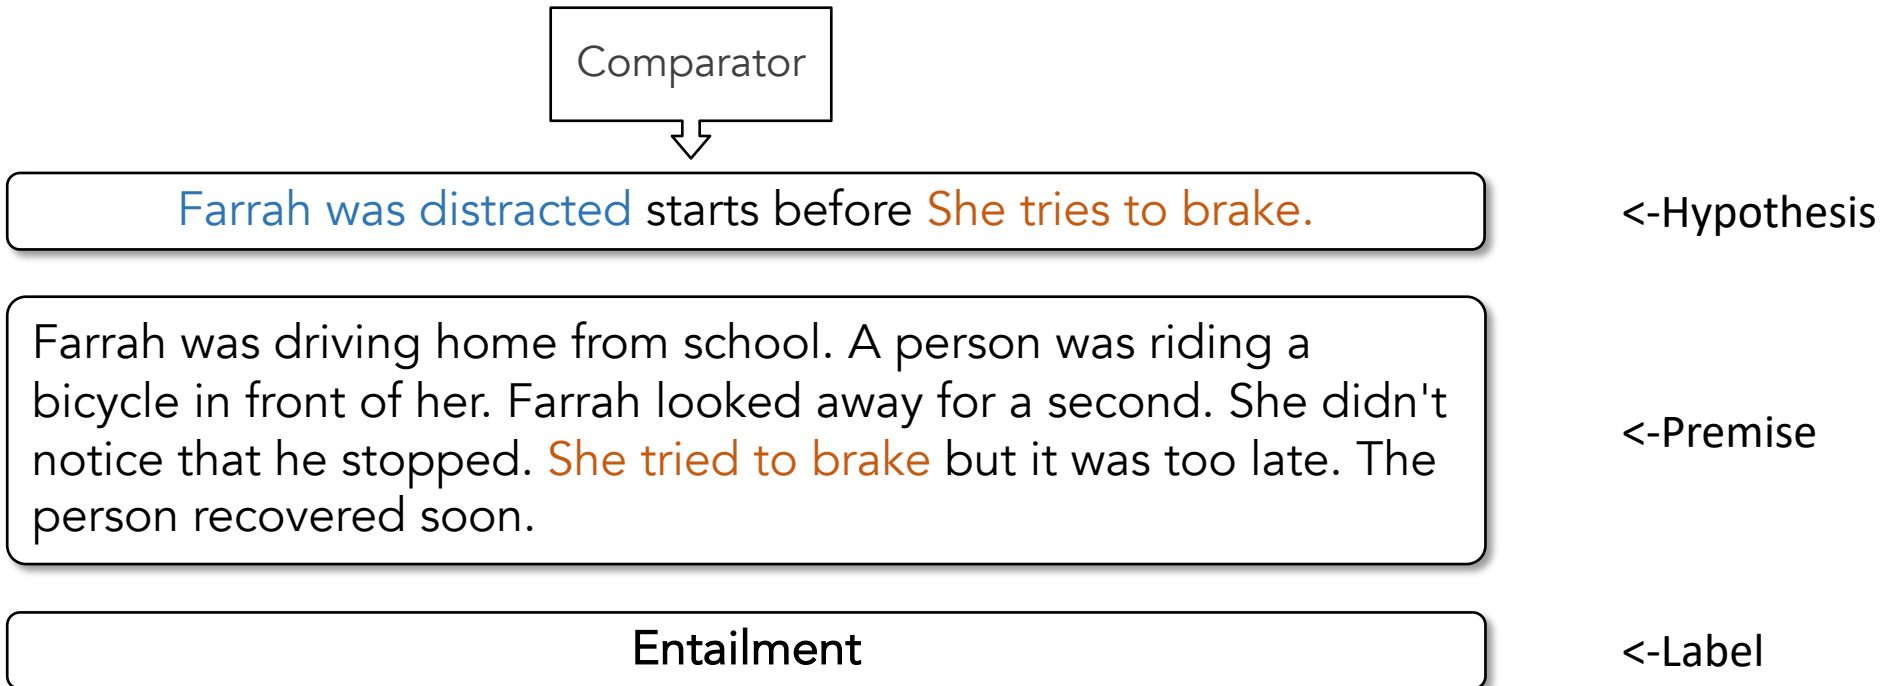 Comparator
Farrah was distracted starts before She tries to brake.
<-Hypothesis
Farrah was driving home from school. A person was riding a
bicycle in front of her. Farrah looked away for a second. She didn't
notice that he stopped. She tried to brake but it was too late. The
person recovered soon.
<-Premise
Entailment
<-Label